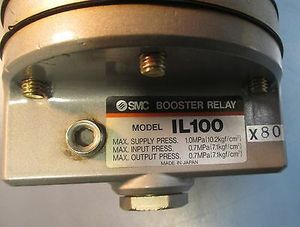 SMC BOOSTER RELAY
MODEL IL100
MAX. SUPPLY PRESS. 1.0MPa(10.2kgf/cm²)
MAX. INPUT PRESS. 0.7MPa(7.1kgf/cm²)
MAX. OUTPUT PRESS. 0.7MPa(7.1kgf/cm²)
MADE IN JAPAN
X80